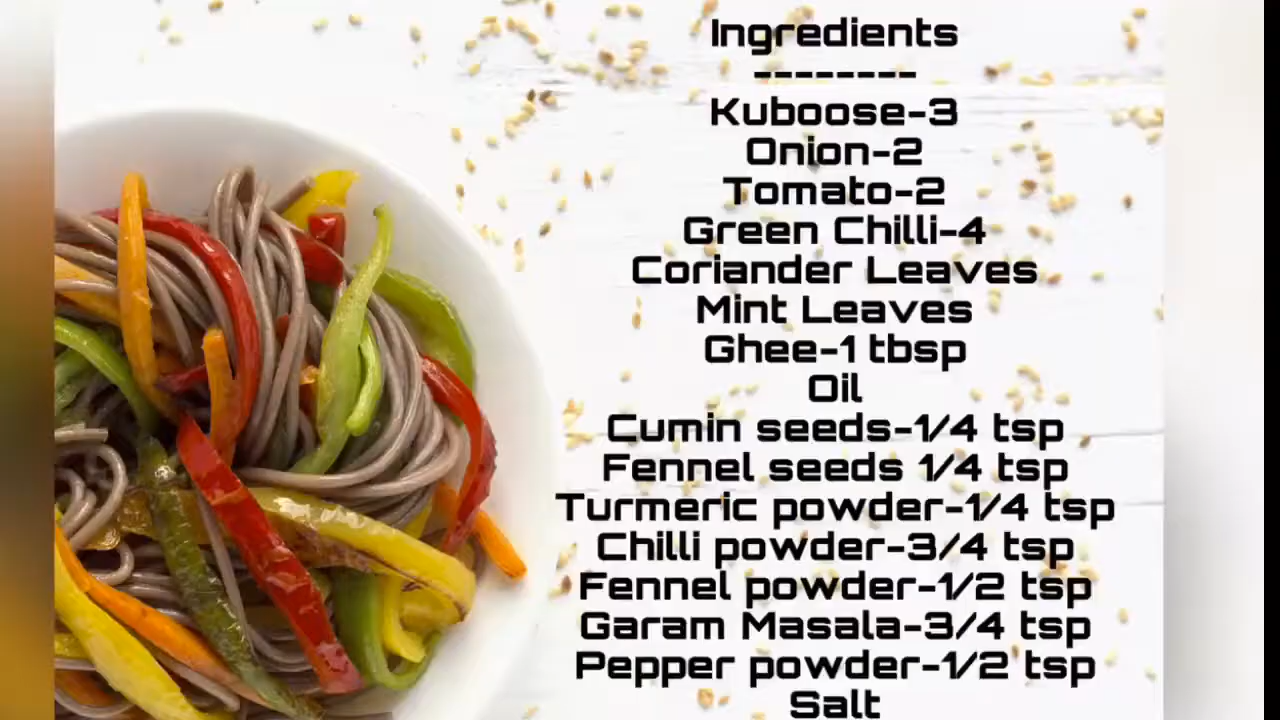 Ingredients
--------
Kuboose-3
Onion-2
Tomato-2
Green Chilli-4
Coriander Leaves
Mint Leaves
Ghee-1 tbsp
Oil
Cumin seeds-1/4 tsp
Fennel seeds 1/4 tsp
Turmeric powder-1/4 tsp
Chilli powder-3/4 tsp
Fennel powder-1/2 tsp
Garam Masala-3/4 tsp
Pepper powder-1/2 tsp
Salt